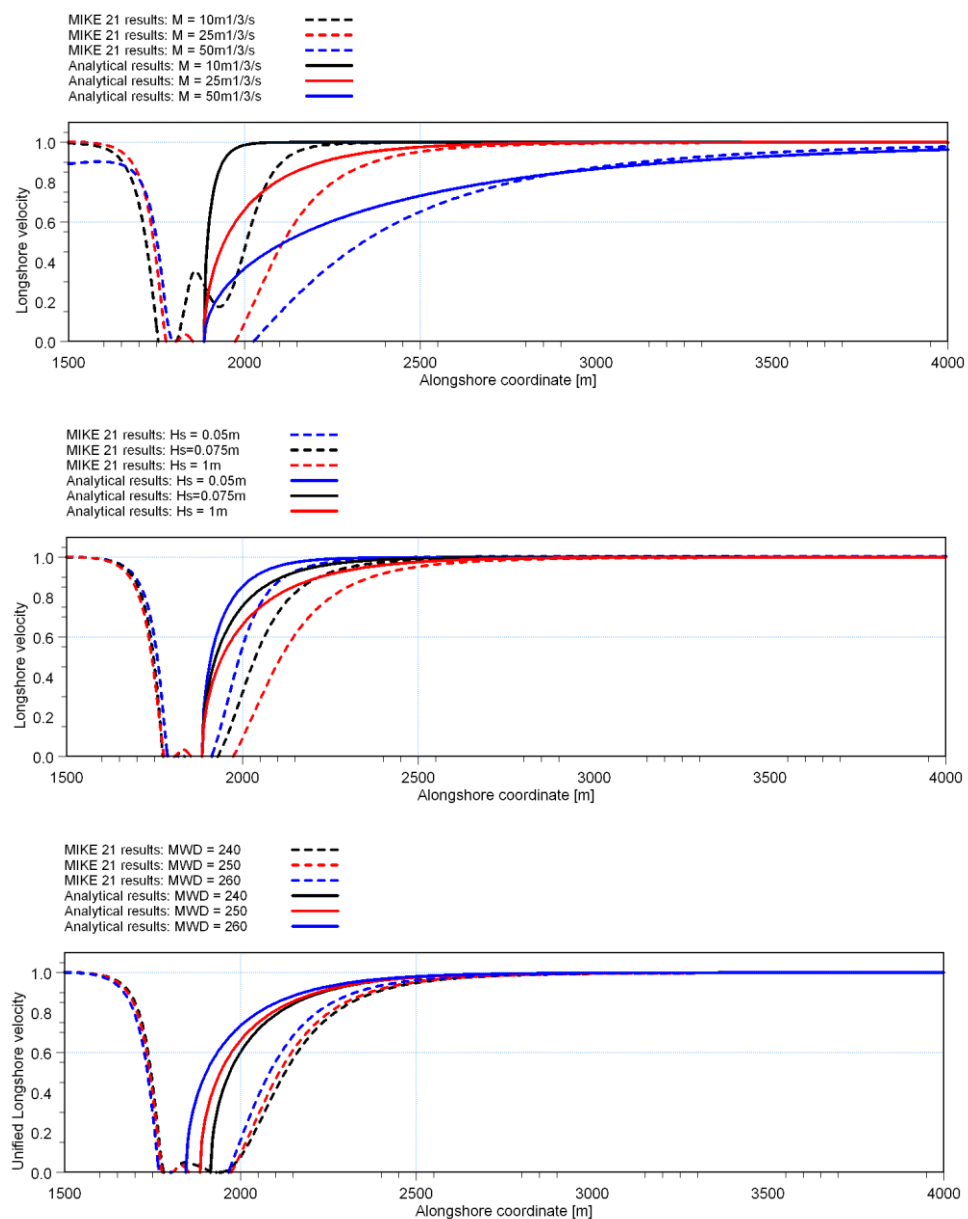 MIKE 21 results: M = 10m1/3/s
MIKE 21 results: M = 25m1/3/s
MIKE 21 results: M = 50m1/3/s
Analytical results: M = 10m1/3/s
Analytical results: M = 25m1/3/s
Analytical results: M = 50m1/3/s
Longshore velocity
1.0
0.8
0.6
0.4
0.2
0.0
1500 2000 2500 3000 3500 4000
Alongshore coordinate [m]
MIKE 21 results: Hs = 0.05m
MIKE 21 results: Hs=0.075m
MIKE 21 results: Hs = 1m
Analytical results: Hs = 0.05m
Analytical results: Hs=0.075m
Analytical results: Hs = 1m
Longshore velocity
1.0
0.8
0.6
0.4
0.2
0.0
1500 2000 2500 3000 3500 4000
Alongshore coordinate [m]
MIKE 21 results: MWD = 240
MIKE 21 results: MWD = 250
MIKE 21 results: MWD = 260
Analytical results: MWD = 240
Analytical results: MWD = 250
Analytical results: MWD = 260
Unified Longshore velocity
1.0
0.8
0.6
0.4
0.2
0.0
1500 2000 2500 3000 3500 4000
Alongshore coordinate [m]